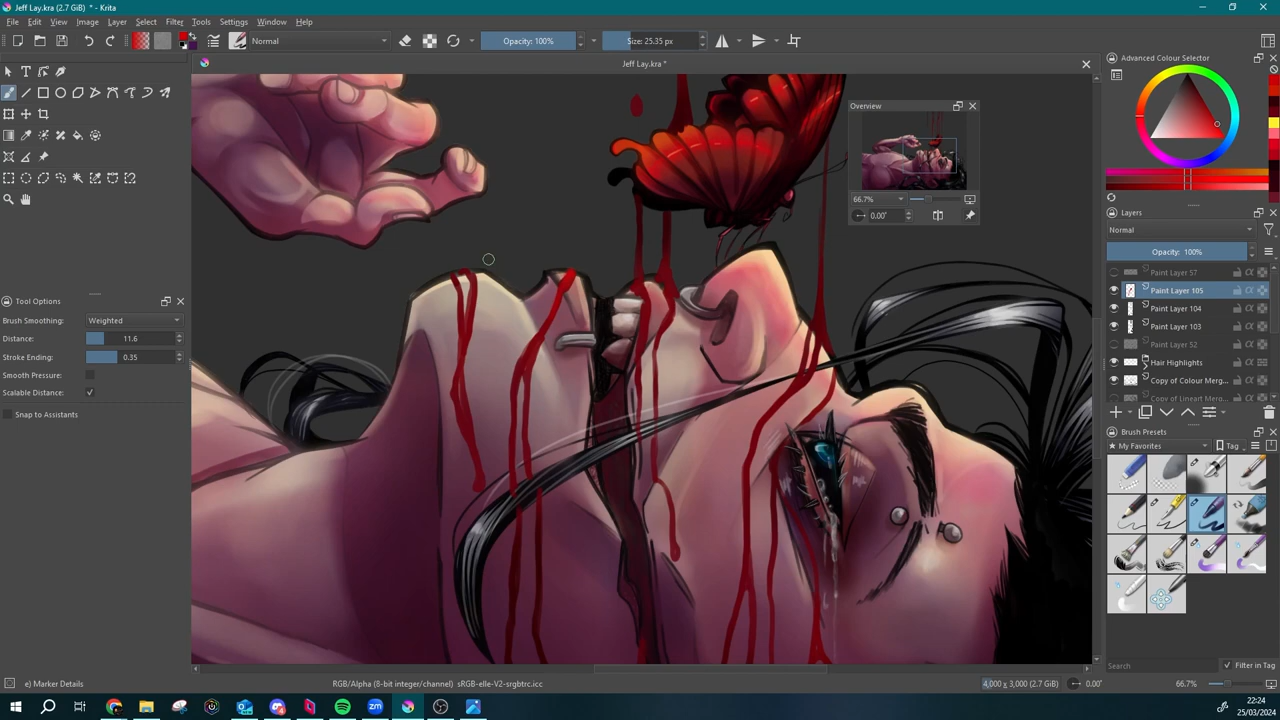 Jeff Lay.kra (2.7 GiB) * - Krita
File Edit View Image Layer Select Filter Tools Settings Window Help
Normal
Opacity: 100%
Size: 25.35 px
Jeff Lay.kra *
Advanced Colour Selector
Overview
66.7%
0.00°
Layers
Normal
Opacity: 100%
Paint Layer 57
Paint Layer 105
Paint Layer 104
Paint Layer 103
Paint Layer 52
Hair Highlights
Copy of Colour Merg...
Copy of Lineart Merg...
Tool Options
Brush Smoothing: Weighted
Distance: 11.6
Stroke Ending: 0.35
Smooth Pressure:
Scalable Distance:
Snap to Assistants
Brush Presets
My Favorites
Tag
Search
Filter in Tag
e) Marker Details
RGB/Alpha (8-bit integer/channel) sRGB-elle-V2-srgbtrc.icc
4,000 x 3,000 (2.7 GiB)
0.00°
66.7%
zm
22:24
25/03/2024